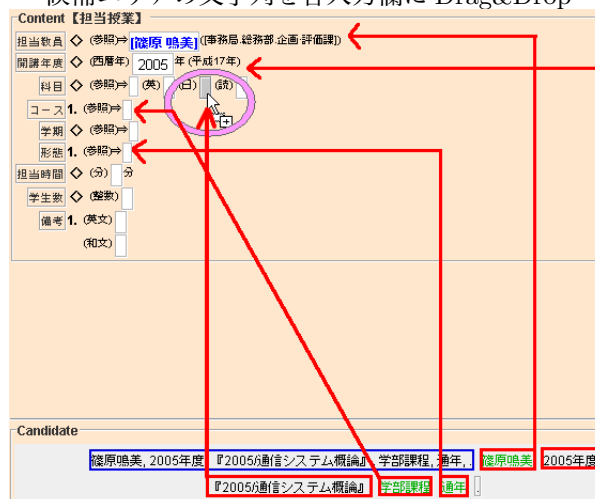 候補エリアの文字列を各入力欄に Drag&Drop
Content【担当授業】
担当教員 ◇ (参照)⇒[篠原 鳴美]([事務局.総務部.企画・評価課])
開講年度 ◇ (西暦年) 2005 年 (平成17年)
科目 ◇ (参照)⇒ (英) (日) (読)
コース 1. (参照)⇒
学期 ◇ (参照)⇒
形態 1. (参照)⇒
担当時間 ◇ (分) 分
学生数 ◇ (整数)
備考 1. (英文)
(和文)
Candidate
篠原鳴美, 2005年度, 『2005/通信システム概論』, 学部課程, 通年, . 篠原鳴美 2005年度
『2005/通信システム概論』 学部課程 通年 .